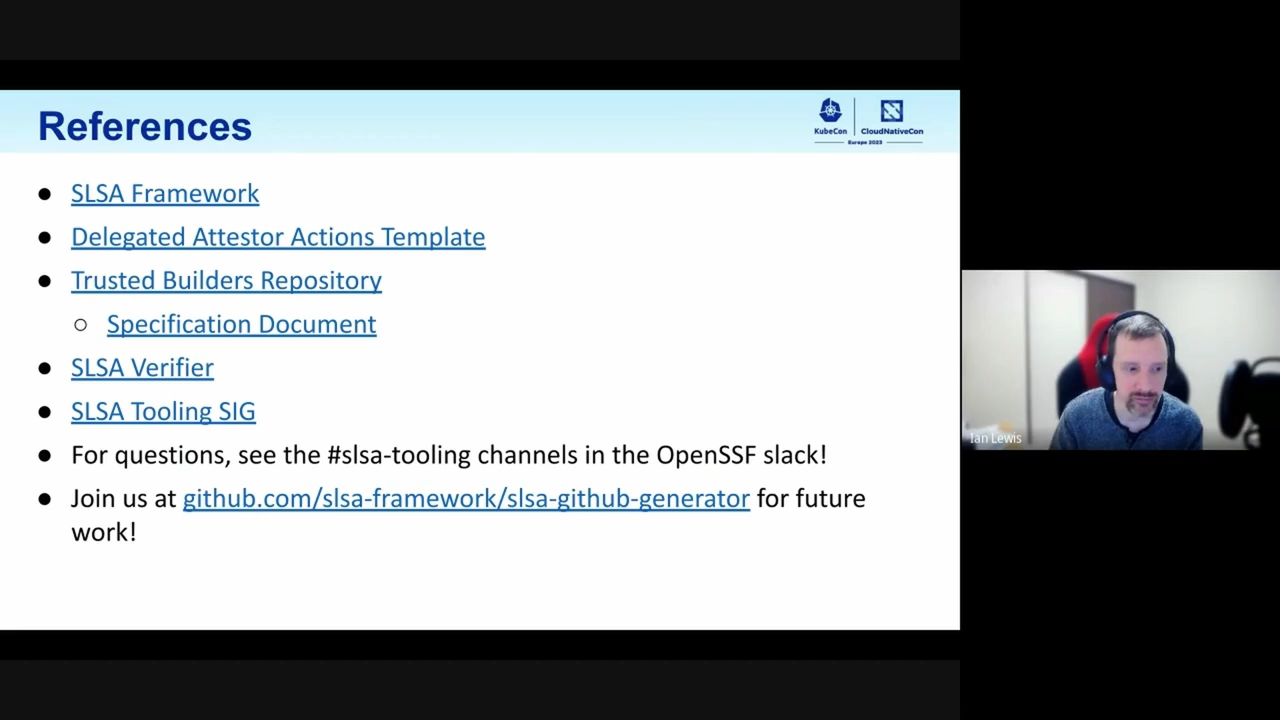 References
KubeCon
CloudNativeCon
Europe 2023
SLSA Framework
Delegated Attestor Actions Template
Trusted Builders Repository
Specification Document
SLSA Verifier
SLSA Tooling SIG
For questions, see the #slsa-tooling channels in the OpenSSF slack!
Join us at github.com/slsa-framework/slsa-github-generator for future
work!
Ian Lewis